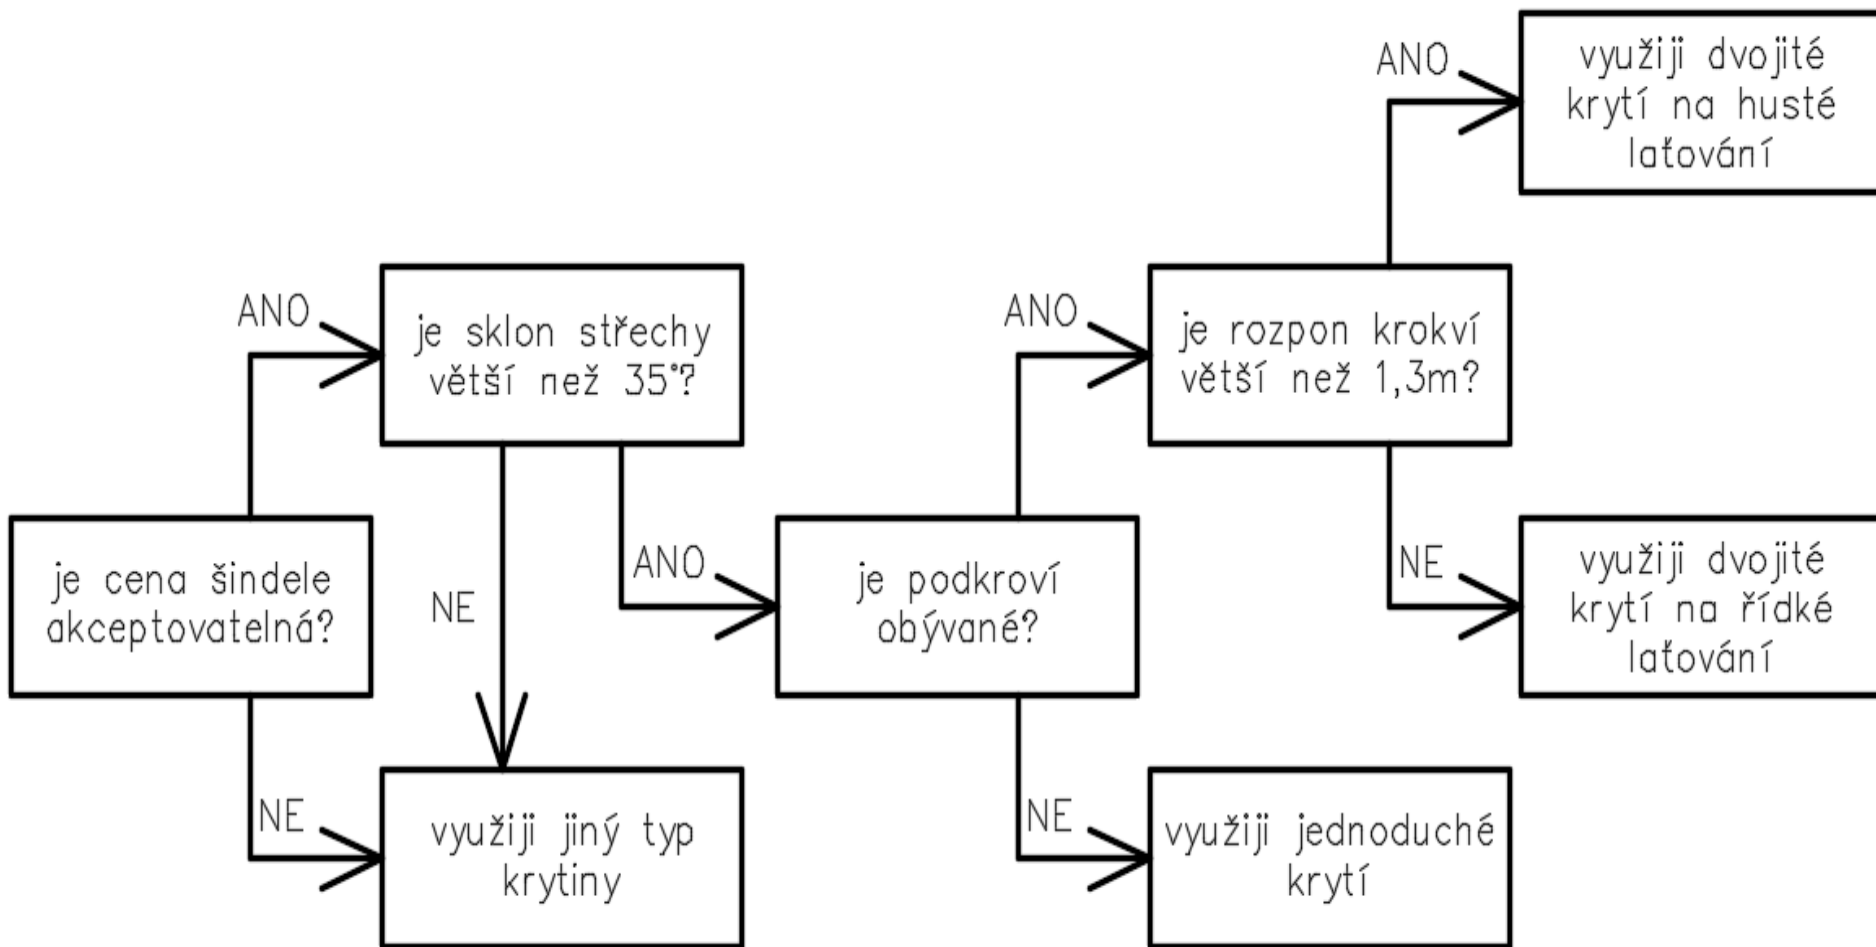 je cena šindele
akceptovatelná?
ANO
je sklon střechy
větší než 35°?
NE
využiji jiný typ
krytiny
NE
ANO
je podkroví
obývané?
ANO
je rozpon krokví
větší než 1,3m?
NE
využiji jednoduché
krytí
ANO
využiji dvojité
krytí na husté
laťování
NE
využiji dvojité
krytí na řídké
laťování